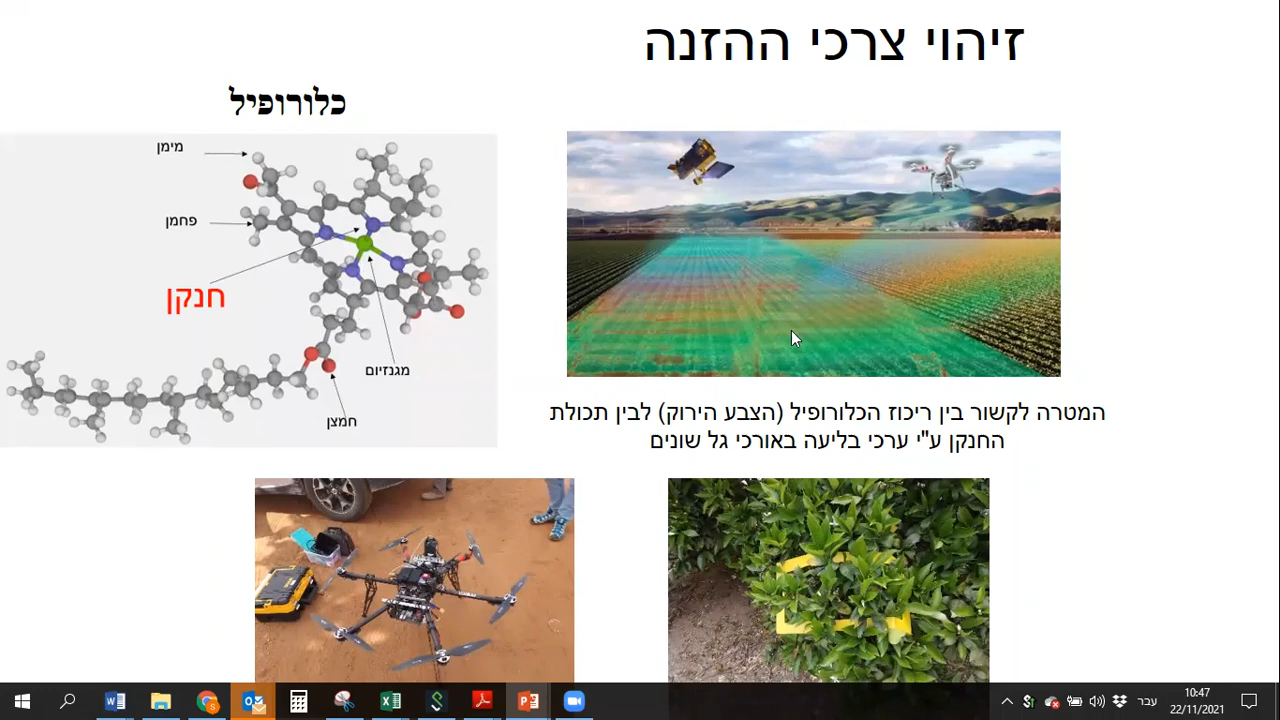 זיהוי צרכי ההזנה
כלורופיל
מימן
פחמן
חנקן
מגנזיום
חמצן
המטרה לקשור בין ריכוז הכלורופיל (הצבע הירוק) לבין תכולת
החנקן ע"י ערכי בליעה באורכי גל שונים
עבר
10:47
22/11/2021